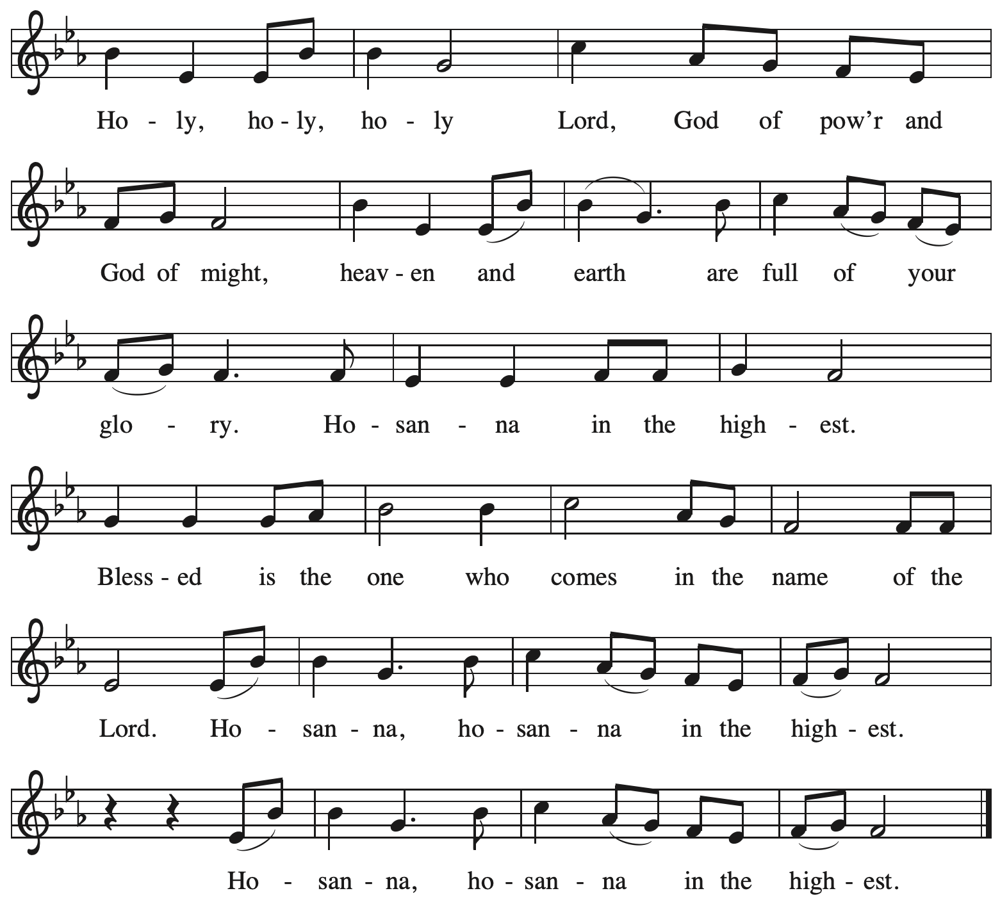 Ho - ly, ho - ly, ho - ly Lord, God of pow’r and
God of might, heav - en and earth are full of your
glo - ry. Ho - san - na in the high - est.
Bless - ed is the one who comes in the name of the
Lord. Ho - san - na, ho - san - na in the high - est.
Ho - san - na, ho - san - na in the high - est.